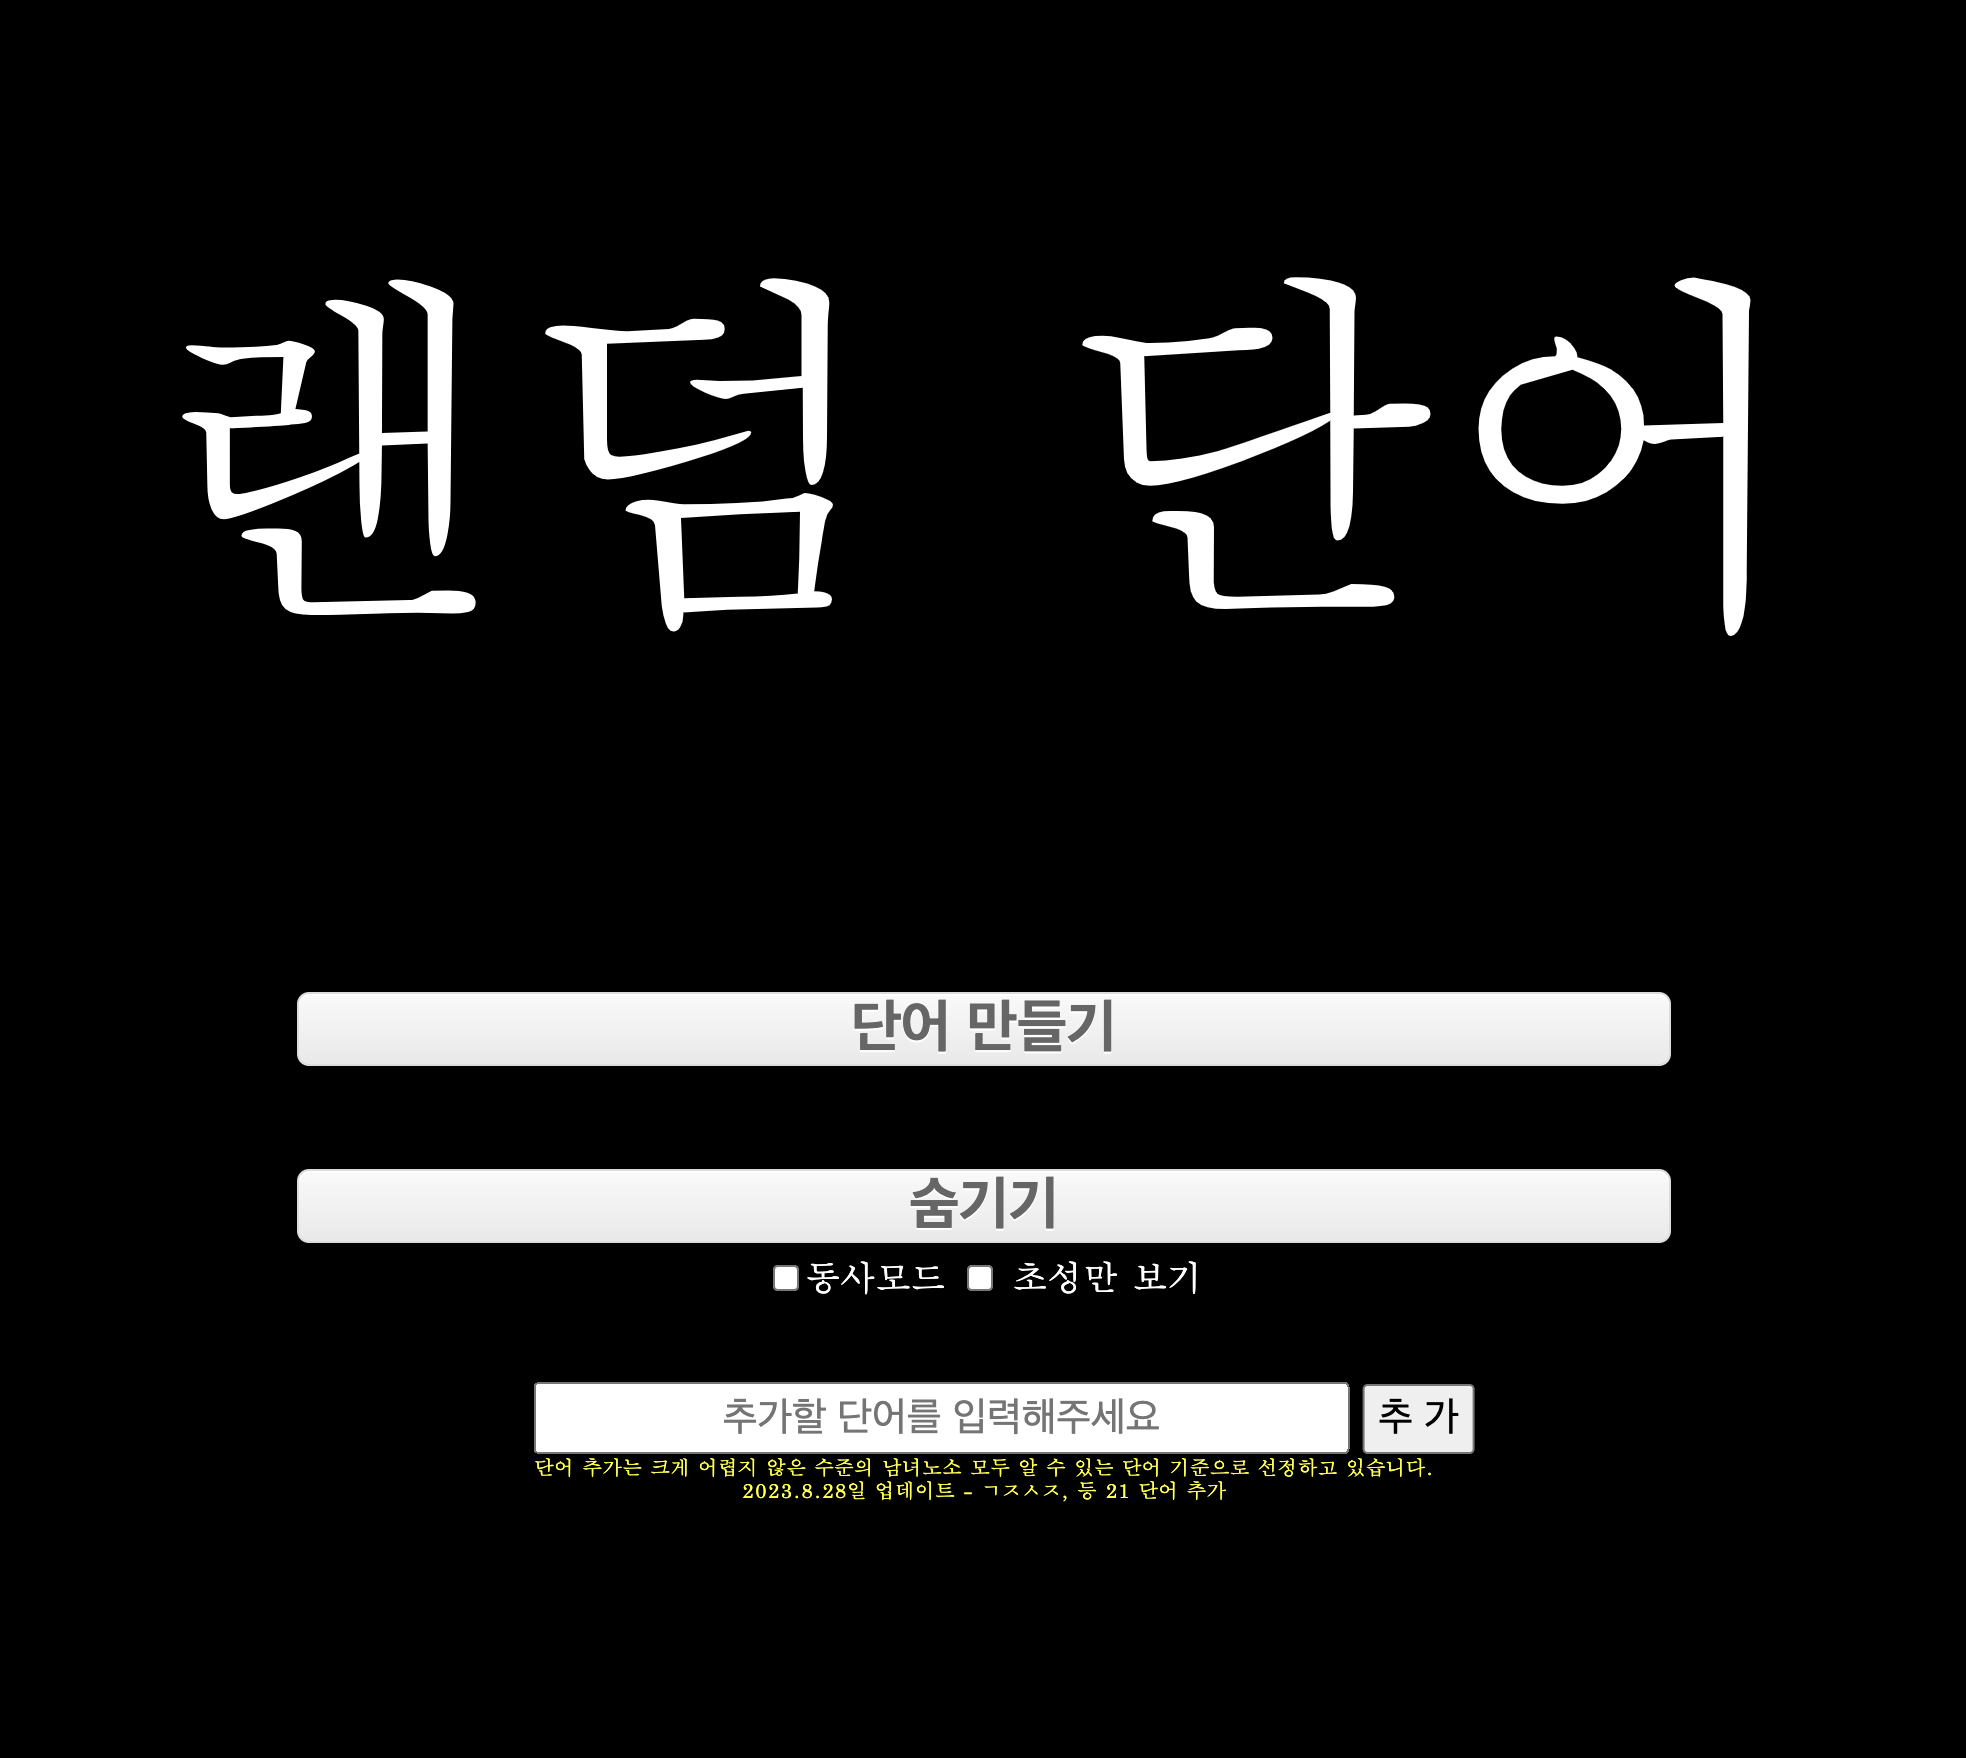 랜덤 단어
단어 만들기
숨기기
동사모드 초성만 보기
추가할 단어를 입력해주세요 추 가
단어 추가는 크게 어렵지 않은 수준의 남녀노소 모두 알 수 있는 단어 기준으로 선정하고 있습니다.
2023.8.28일 업데이트 - ㄱㅈㅅㅈ, 등 21 단어 추가